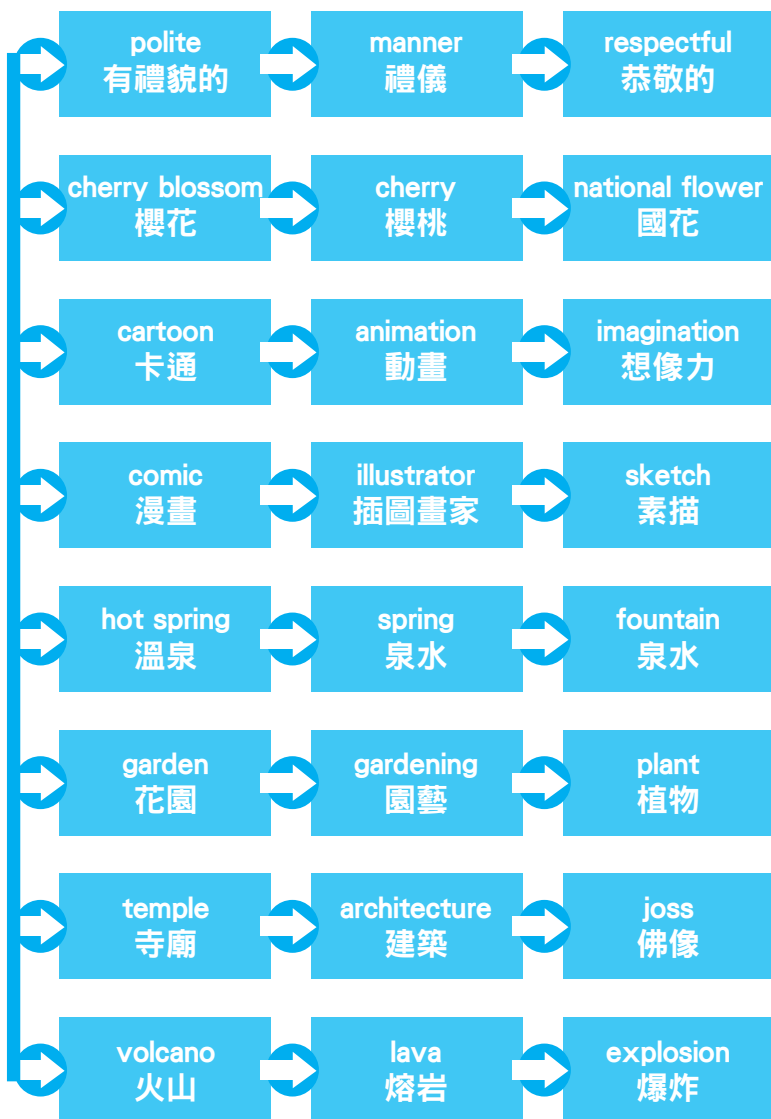 polite
有禮貌的
manner
禮儀
respectful
恭敬的
cherry blossom
櫻花
cherry
櫻桃
national flower
國花
cartoon
卡通
animation
動畫
imagination
想像力
comic
漫畫
illustrator
插圖畫家
sketch
素描
hot spring
溫泉
spring
泉水
fountain
泉水
garden
花園
gardening
園藝
plant
植物
temple
寺廟
architecture
建築
joss
佛像
volcano
火山
lava
熔岩
explosion
爆炸